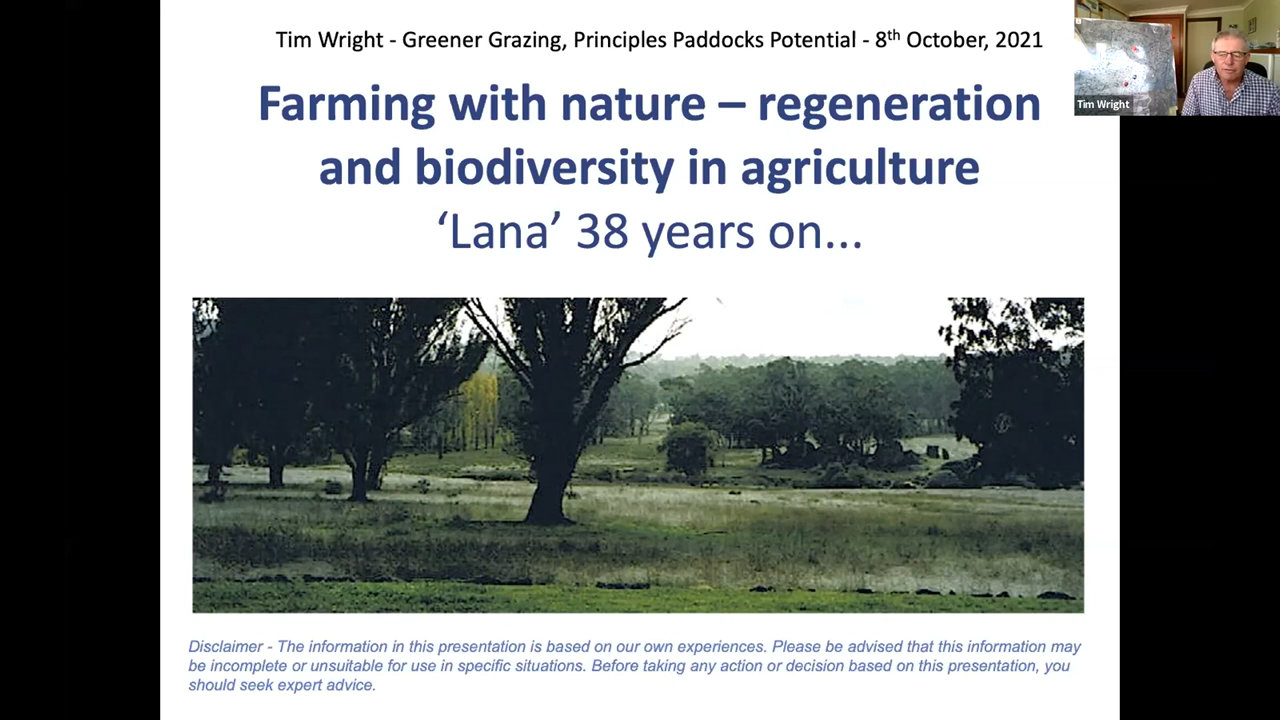 Tim Wright - Greener Grazing, Principles Paddocks Potential - 8th October, 2021
Tim Wright
Farming with nature – regeneration
and biodiversity in agriculture
‘Lana’ 38 years on...
Disclaimer - The information in this presentation is based on our own experiences. Please be advised that this information may
be incomplete or unsuitable for use in specific situations. Before taking any action or decision based on this presentation, you
should seek expert advice.